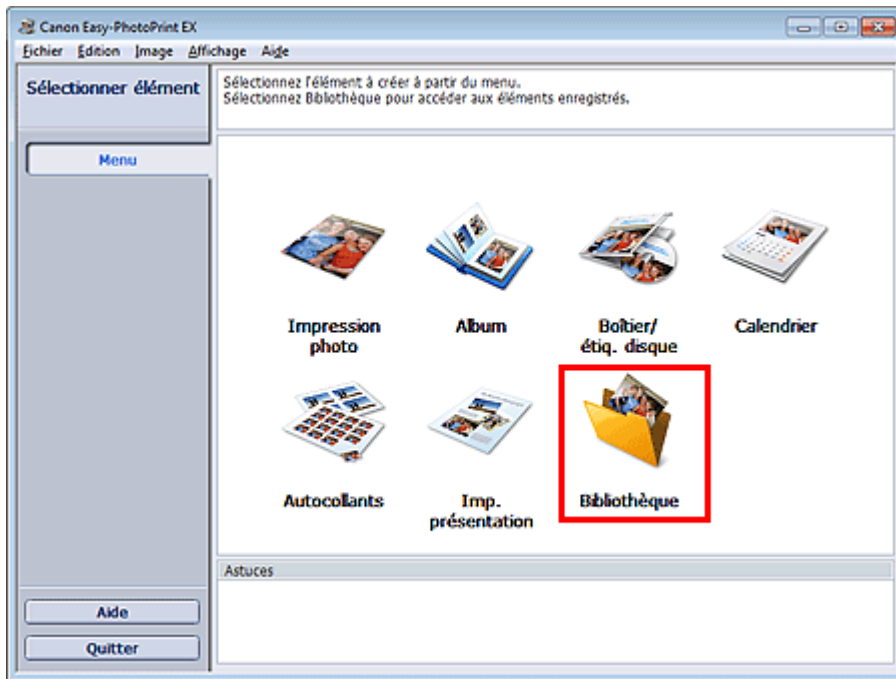 Canon Easy-PhotoPrint EX
Fichier Edition Image Affichage Aide
Sélectionner élément
Sélectionnez l'élément à créer à partir du menu.
Sélectionnez Bibliothèque pour accéder aux éléments enregistrés.
Menu
Impression
photo
Album
Boîtier/
étiq. disque
Calendrier
Autocollants
Imp.
présentation
Bibliothèque
Astuces
Aide
Quitter